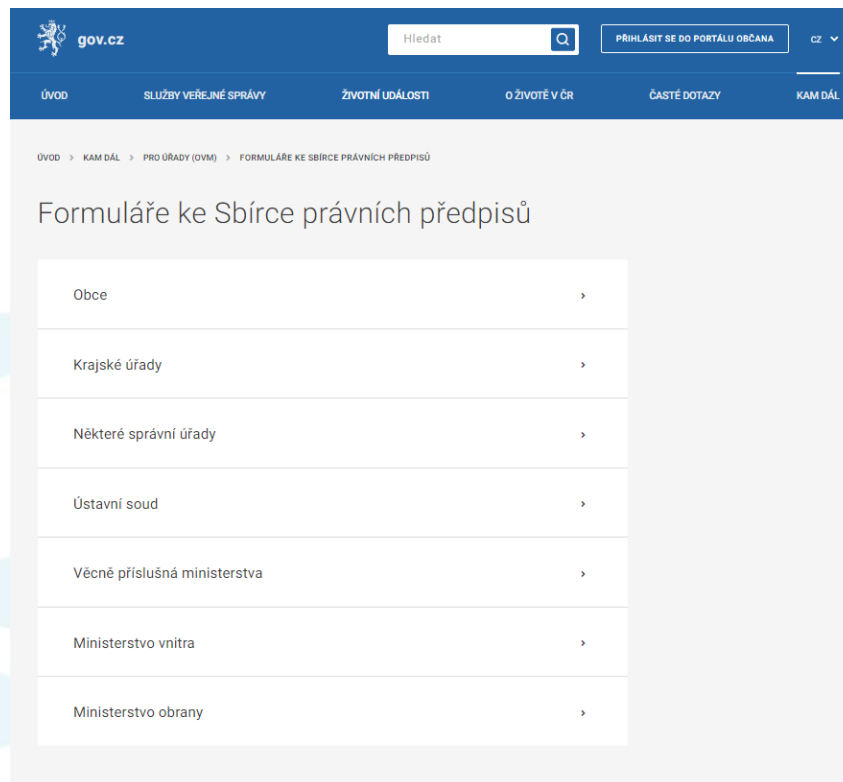 gov.cz
Hledat
PŘIHLÁSIT SE DO PORTÁLU OBČANA
CZ
ÚVOD SLUŽBY VEŘEJNÉ SPRÁVY ŽIVOTNÍ UDÁLOSTI O ŽIVOTĚ V ČR ČASTÉ DOTAZY KAM DÁL
ÚVOD > KAM DÁL > PRO ÚŘADY (OVM) > FORMULÁŘE KE SBÍRCE PRÁVNÍCH PŘEDPISŮ
Formuláře ke Sbírce právních předpisů
Obce
Krajské úřady
Některé správní úřady
Ústavní soud
Věcně příslušná ministerstva
Ministerstvo vnitra
Ministerstvo obrany